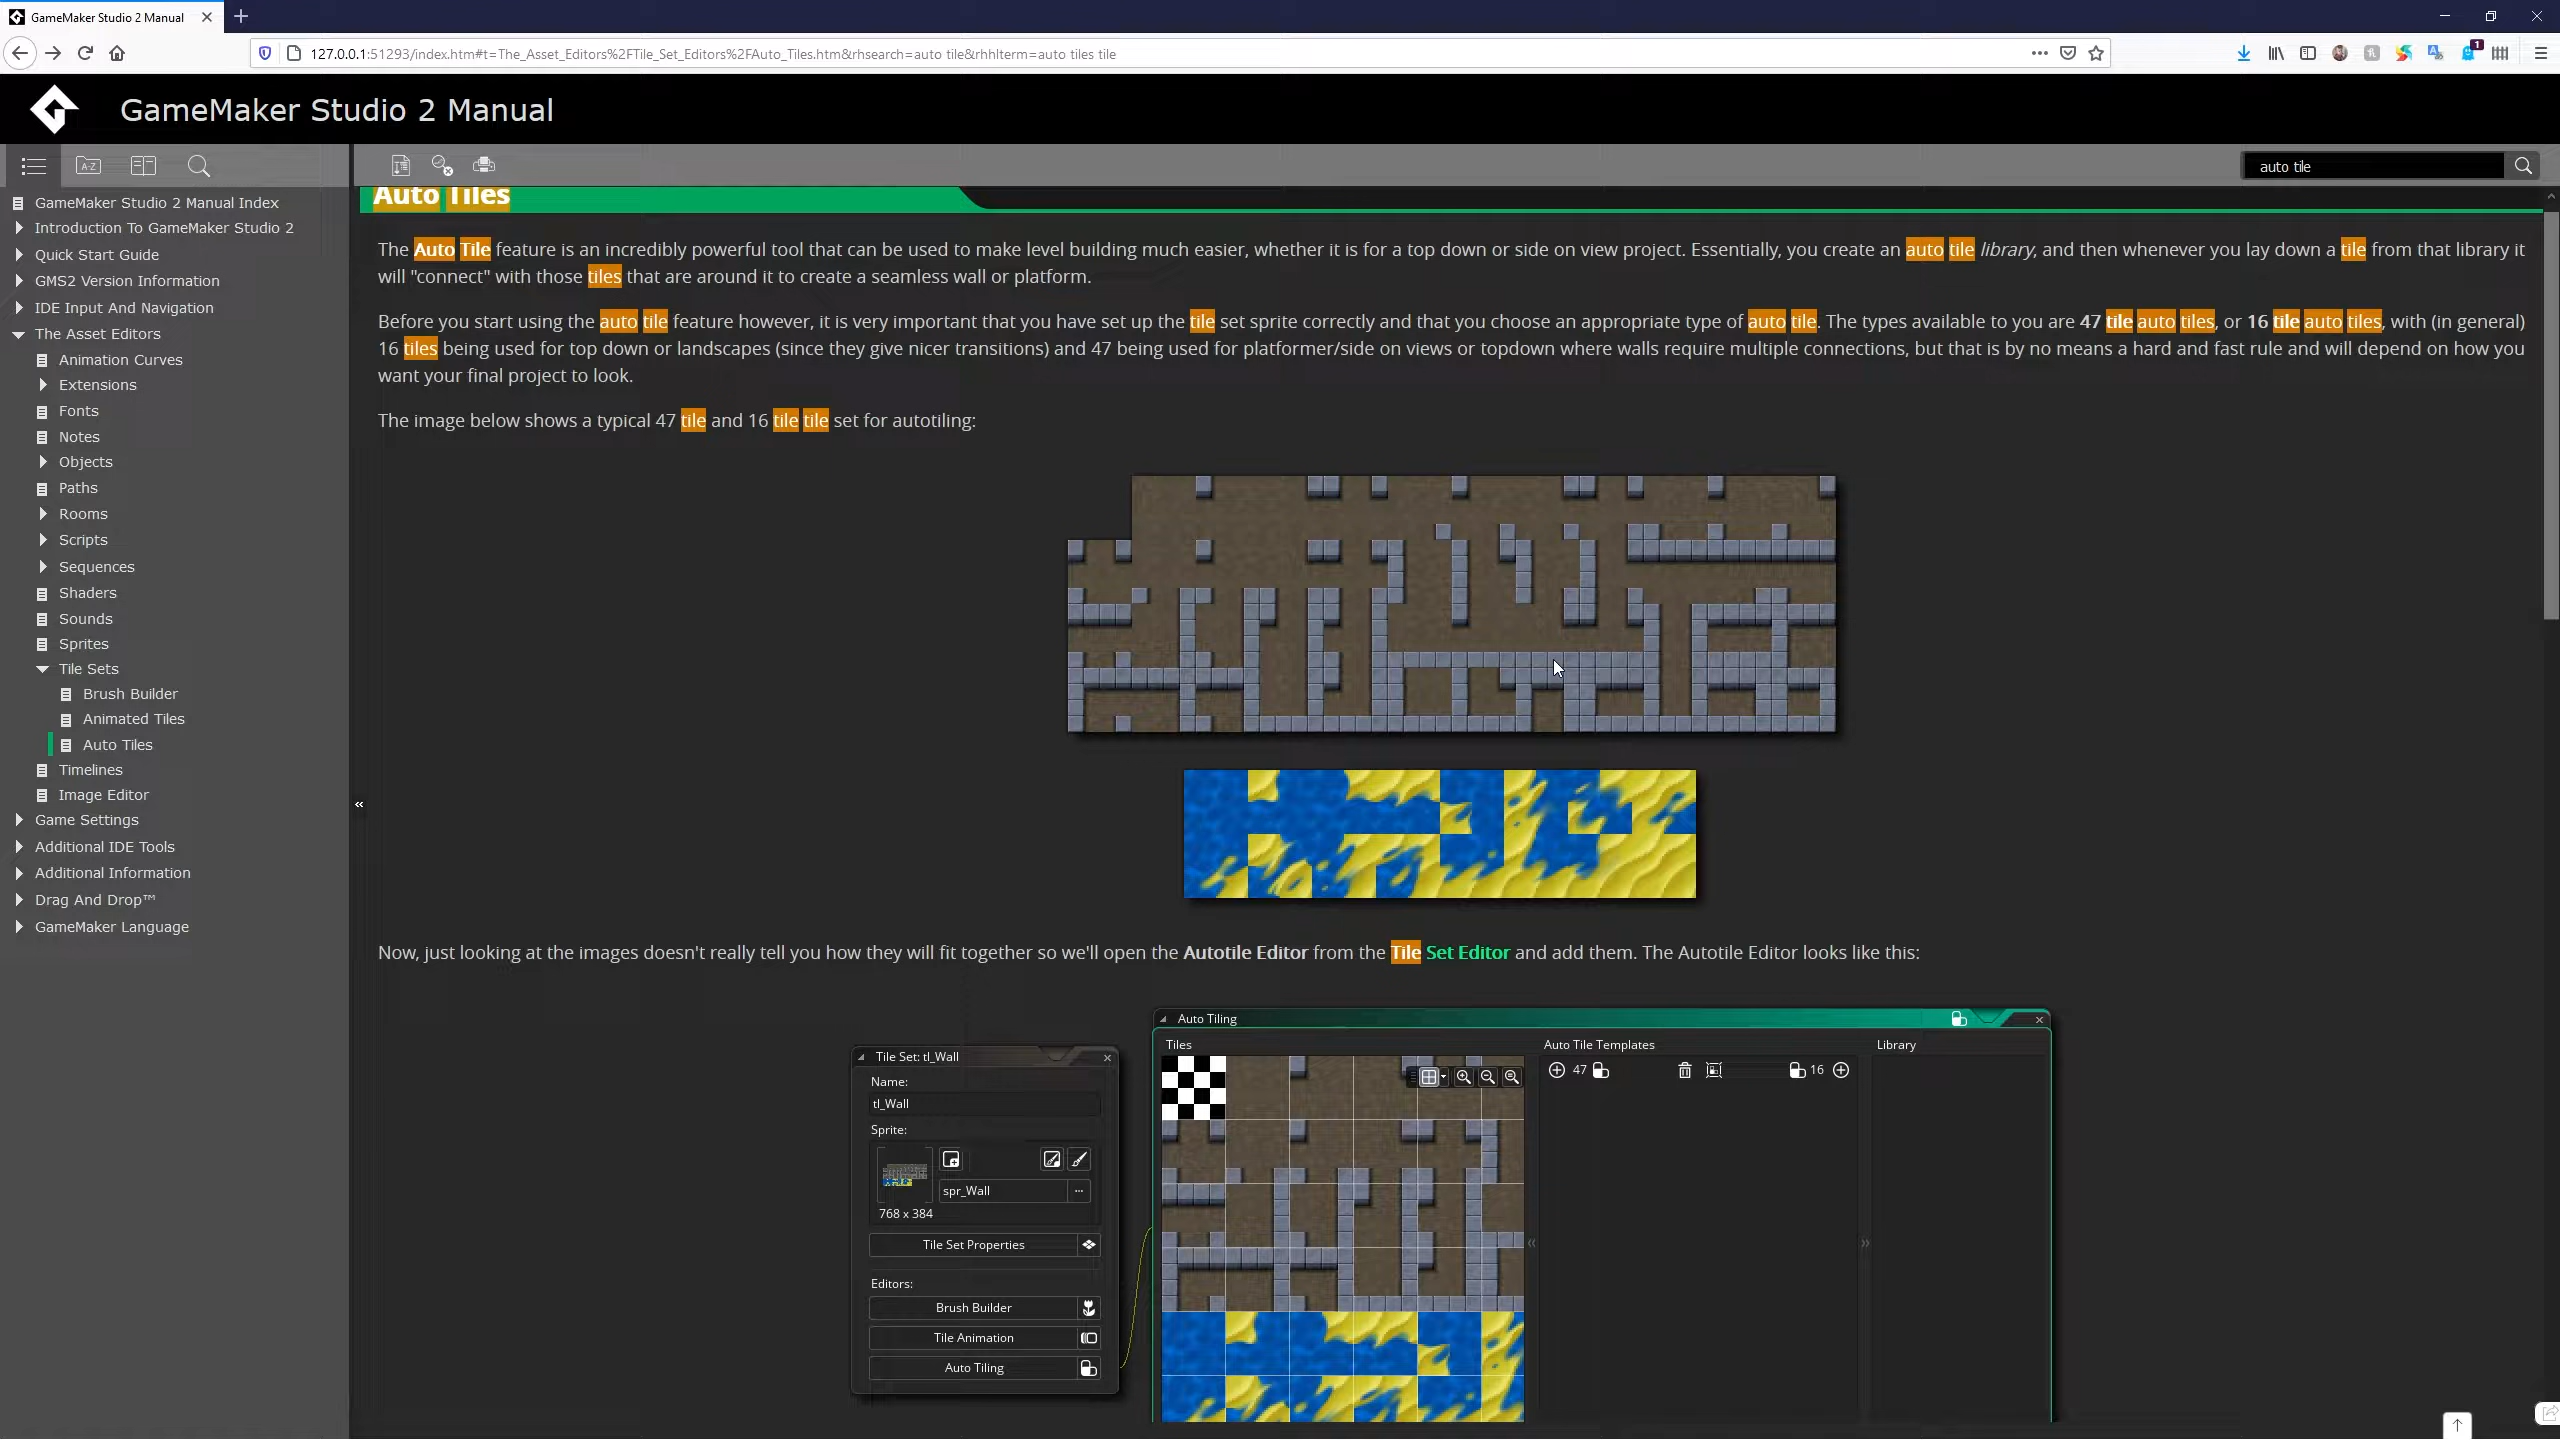 GameMaker Studio 2 Manual
127.0.0.1:51293/index.htm#t=The_Asset_Editors%2FTile_Set_Editors%2FAuto_Tiles.htm&rhsearch=auto tile&rhhlterm=auto tiles tile
1
GameMaker Studio 2 Manual
A-Z
auto tile
GameMaker Studio 2 Manual Index
Introduction To GameMaker Studio 2
Quick Start Guide
GMS2 Version Information
IDE Input And Navigation
The Asset Editors
Animation Curves
Extensions
Fonts
Notes
Objects
Paths
Rooms
Scripts
Sequences
Shaders
Sounds
Sprites
Tile Sets
Brush Builder
Animated Tiles
Auto Tiles
Timelines
Image Editor
Game Settings
Additional IDE Tools
Additional Information
Drag And Drop™
GameMaker Language
Auto Tiles
The Auto Tile feature is an incredibly powerful tool that can be used to make level building much easier, whether it is for a top down or side on view project. Essentially, you create an auto tile library, and then whenever you lay down a tile from that library it
will "connect" with those tiles that are around it to create a seamless wall or platform.
Before you start using the auto tile feature however, it is very important that you have set up the tile set sprite correctly and that you choose an appropriate type of auto tile. The types available to you are 47 tile auto tiles, or 16 tile auto tiles, with (in general)
16 tiles being used for top down or landscapes (since they give nicer transitions) and 47 being used for platformer/side on views or topdown where walls require multiple connections, but that is by no means a hard and fast rule and will depend on how you
want your final project to look.
The image below shows a typical 47 tile and 16 tile tile set for autotiling:
Now, just looking at the images doesn't really tell you how they will fit together so we'll open the Autotile Editor from the Tile Set Editor and add them. The Autotile Editor looks like this:
Tile Set: tl_Wall
Name:
tl_Wall
Sprite:
spr_Wall
...
768 x 384
Tile Set Properties
Editors:
Brush Builder
Tile Animation
Auto Tiling
Auto Tiling
Tiles
Auto Tile Templates
Library
47
16